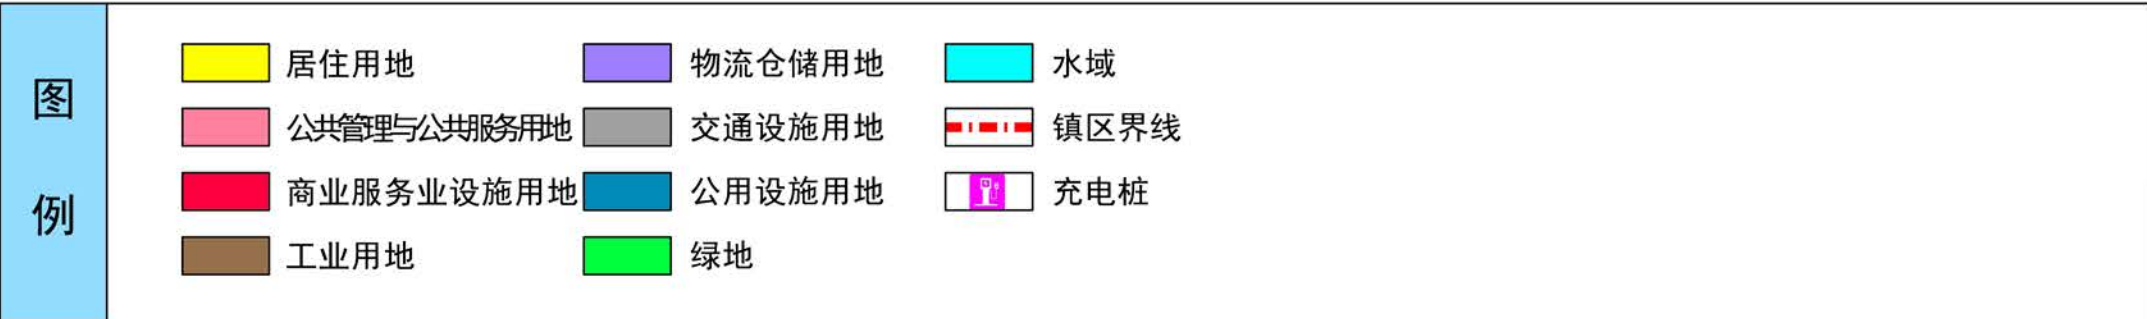 图例
居住用地
公共管理与公共服务用地
商业服务业设施用地
工业用地
物流仓储用地
交通设施用地
公用设施用地
绿地
水域
镇区界线
充电桩